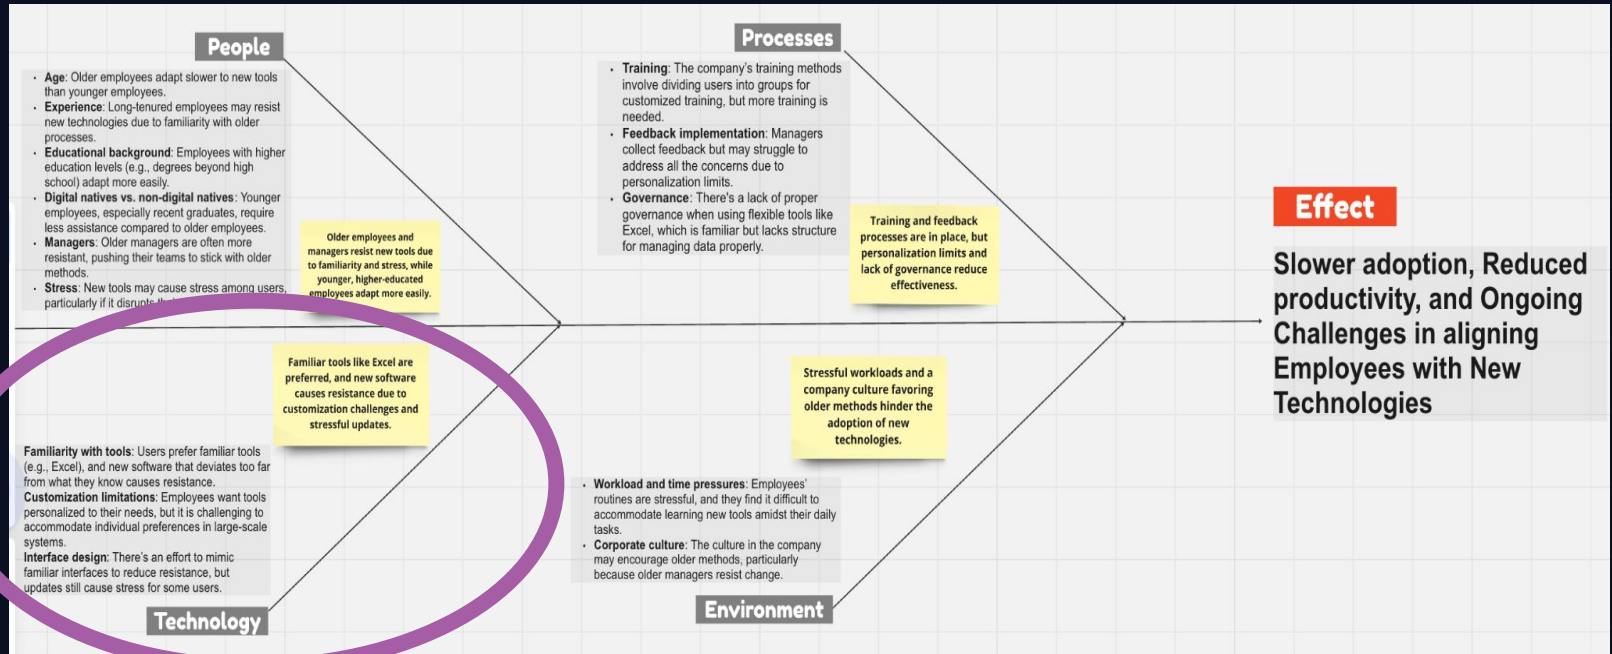 People
• Age: Older employees adapt slower to new tools
than younger employees.
• Experience: Long-tenured employees may resist
new technologies due to familiarity with older
processes.
• Educational background: Employees with higher
education levels (e.g., degrees beyond high
school) adapt more easily.
• Digital natives vs. non-digital natives: Younger
employees, especially recent graduates, require
less assistance compared to older employees.
• Managers: Older managers are often more
resistant, pushing their teams to stick with older
methods.
• Stress: New tools may cause stress among users,
particularly if it disrupts
Older employees and
managers resist new tools due
to familiarity and stress, while
younger, higher-educated
employees adapt more easily.
Processes
• Training: The company's training methods
involve dividing users into groups for
customized training, but more training is
needed.
• Feedback implementation: Managers
collect feedback but may struggle to
address all the concerns due to
personalization limits.
• Governance: There's a lack of proper
governance when using flexible tools like
Excel, which is familiar but lacks structure
for managing data properly.
Training and feedback
processes are in place, but
personalization limits and
lack of governance reduce
effectiveness.
Effect
Slower adoption, Reduced
productivity, and Ongoing
Challenges in aligning
Employees with New
Technologies
Familiar tools like Excel are
preferred, and new software
causes resistance due to
customization challenges and
stressful updates.
Familiarity with tools: Users prefer familiar tools
(e.g., Excel), and new software that deviates too far
from what they know causes resistance.
Customization limitations: Employees want tools
personalized to their needs, but it is challenging to
accommodate individual preferences in large-scale
systems.
Interface design: There's an effort to mimic
familiar interfaces to reduce resistance, but
updates still cause stress for some users.
Technology
Stressful workloads and a
company culture favoring
older methods hinder the
adoption of new
technologies.
• Workload and time pressures: Employees'
routines are stressful, and they find it difficult to
accommodate learning new tools amidst their daily
tasks.
• Corporate culture: The culture in the company
may encourage older methods, particularly
because older managers resist change.
Environment